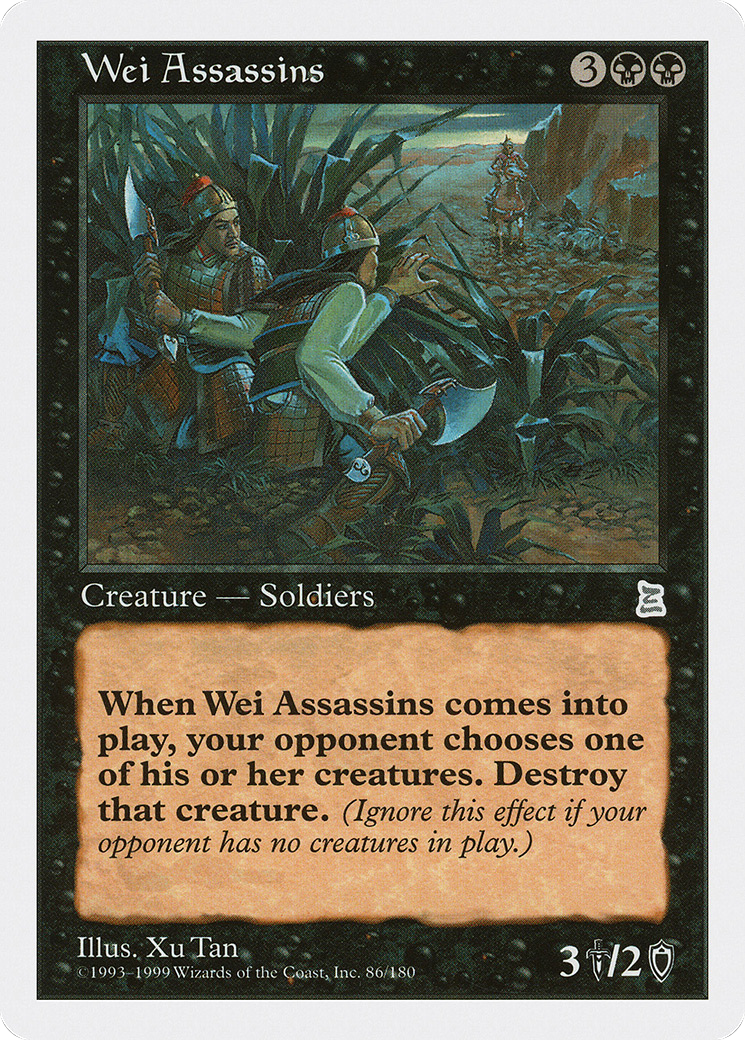 Wei Assassins 3
When Wei Assassins comes into
play, your opponent chooses one
of his or her creatures. Destroy
that creature. (Ignore this effect if your
opponent has no creatures in play.)
Creature — Soldiers
Illus. Xu Tan
©1993–1999 Wizards of the Coast, Inc. 86/180
3/2